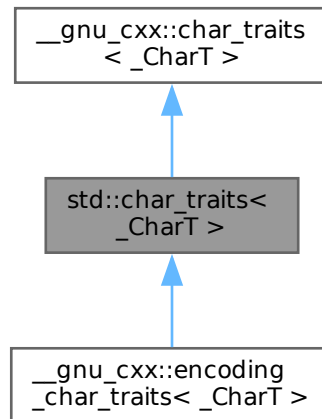 __gnu_cxx::char_traits
< _CharT >
std::char_traits<
_CharT >
__gnu_cxx::encoding
_char_traits< _CharT >